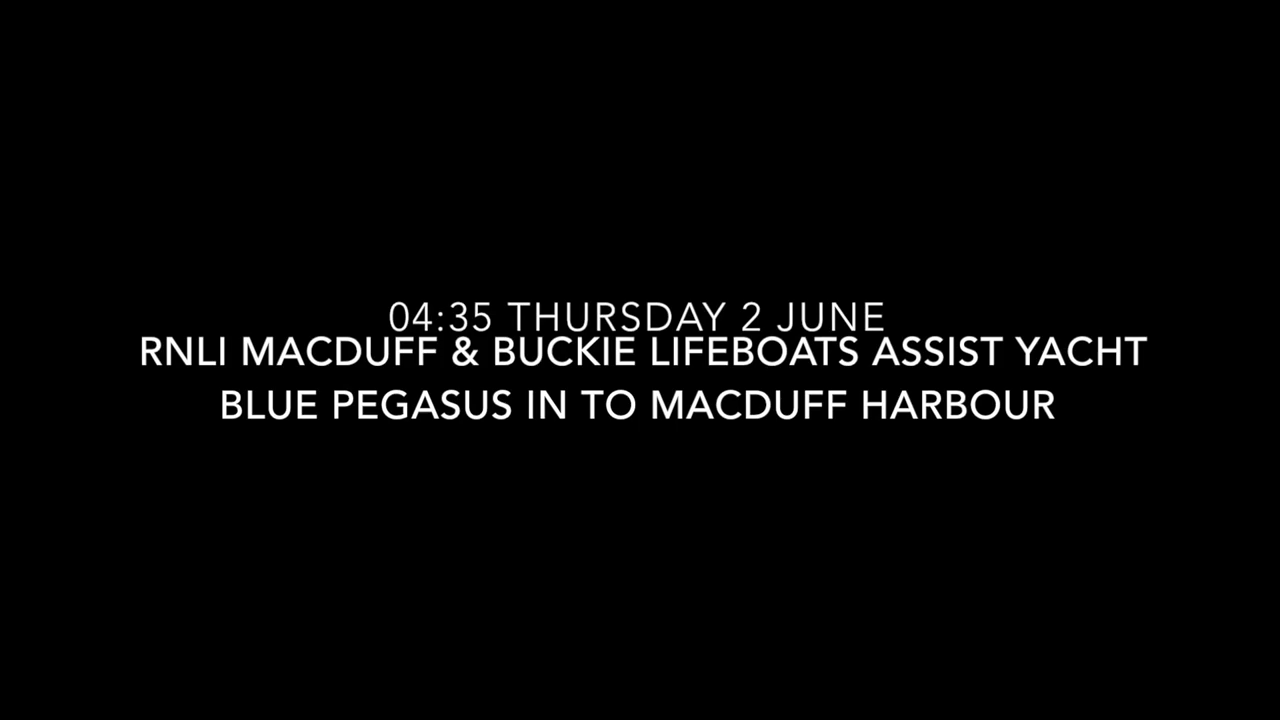 04:35 THURSDAY 2 JUNE
RNLI MACDUFF & BUCKIE LIFEBOATS ASSIST YACHT
BLUE PEGASUS IN TO MACDUFF HARBOUR